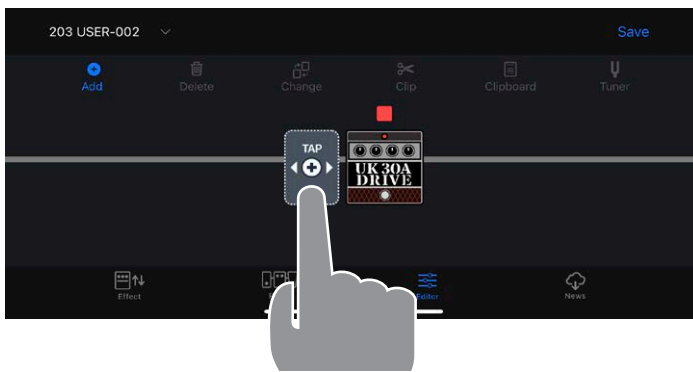 203 USER-002
Save
Add
Delete
Change
Clip
Clipboard
Tuner
TAP
UK 30A
DRIVE
Effect
Editor
News